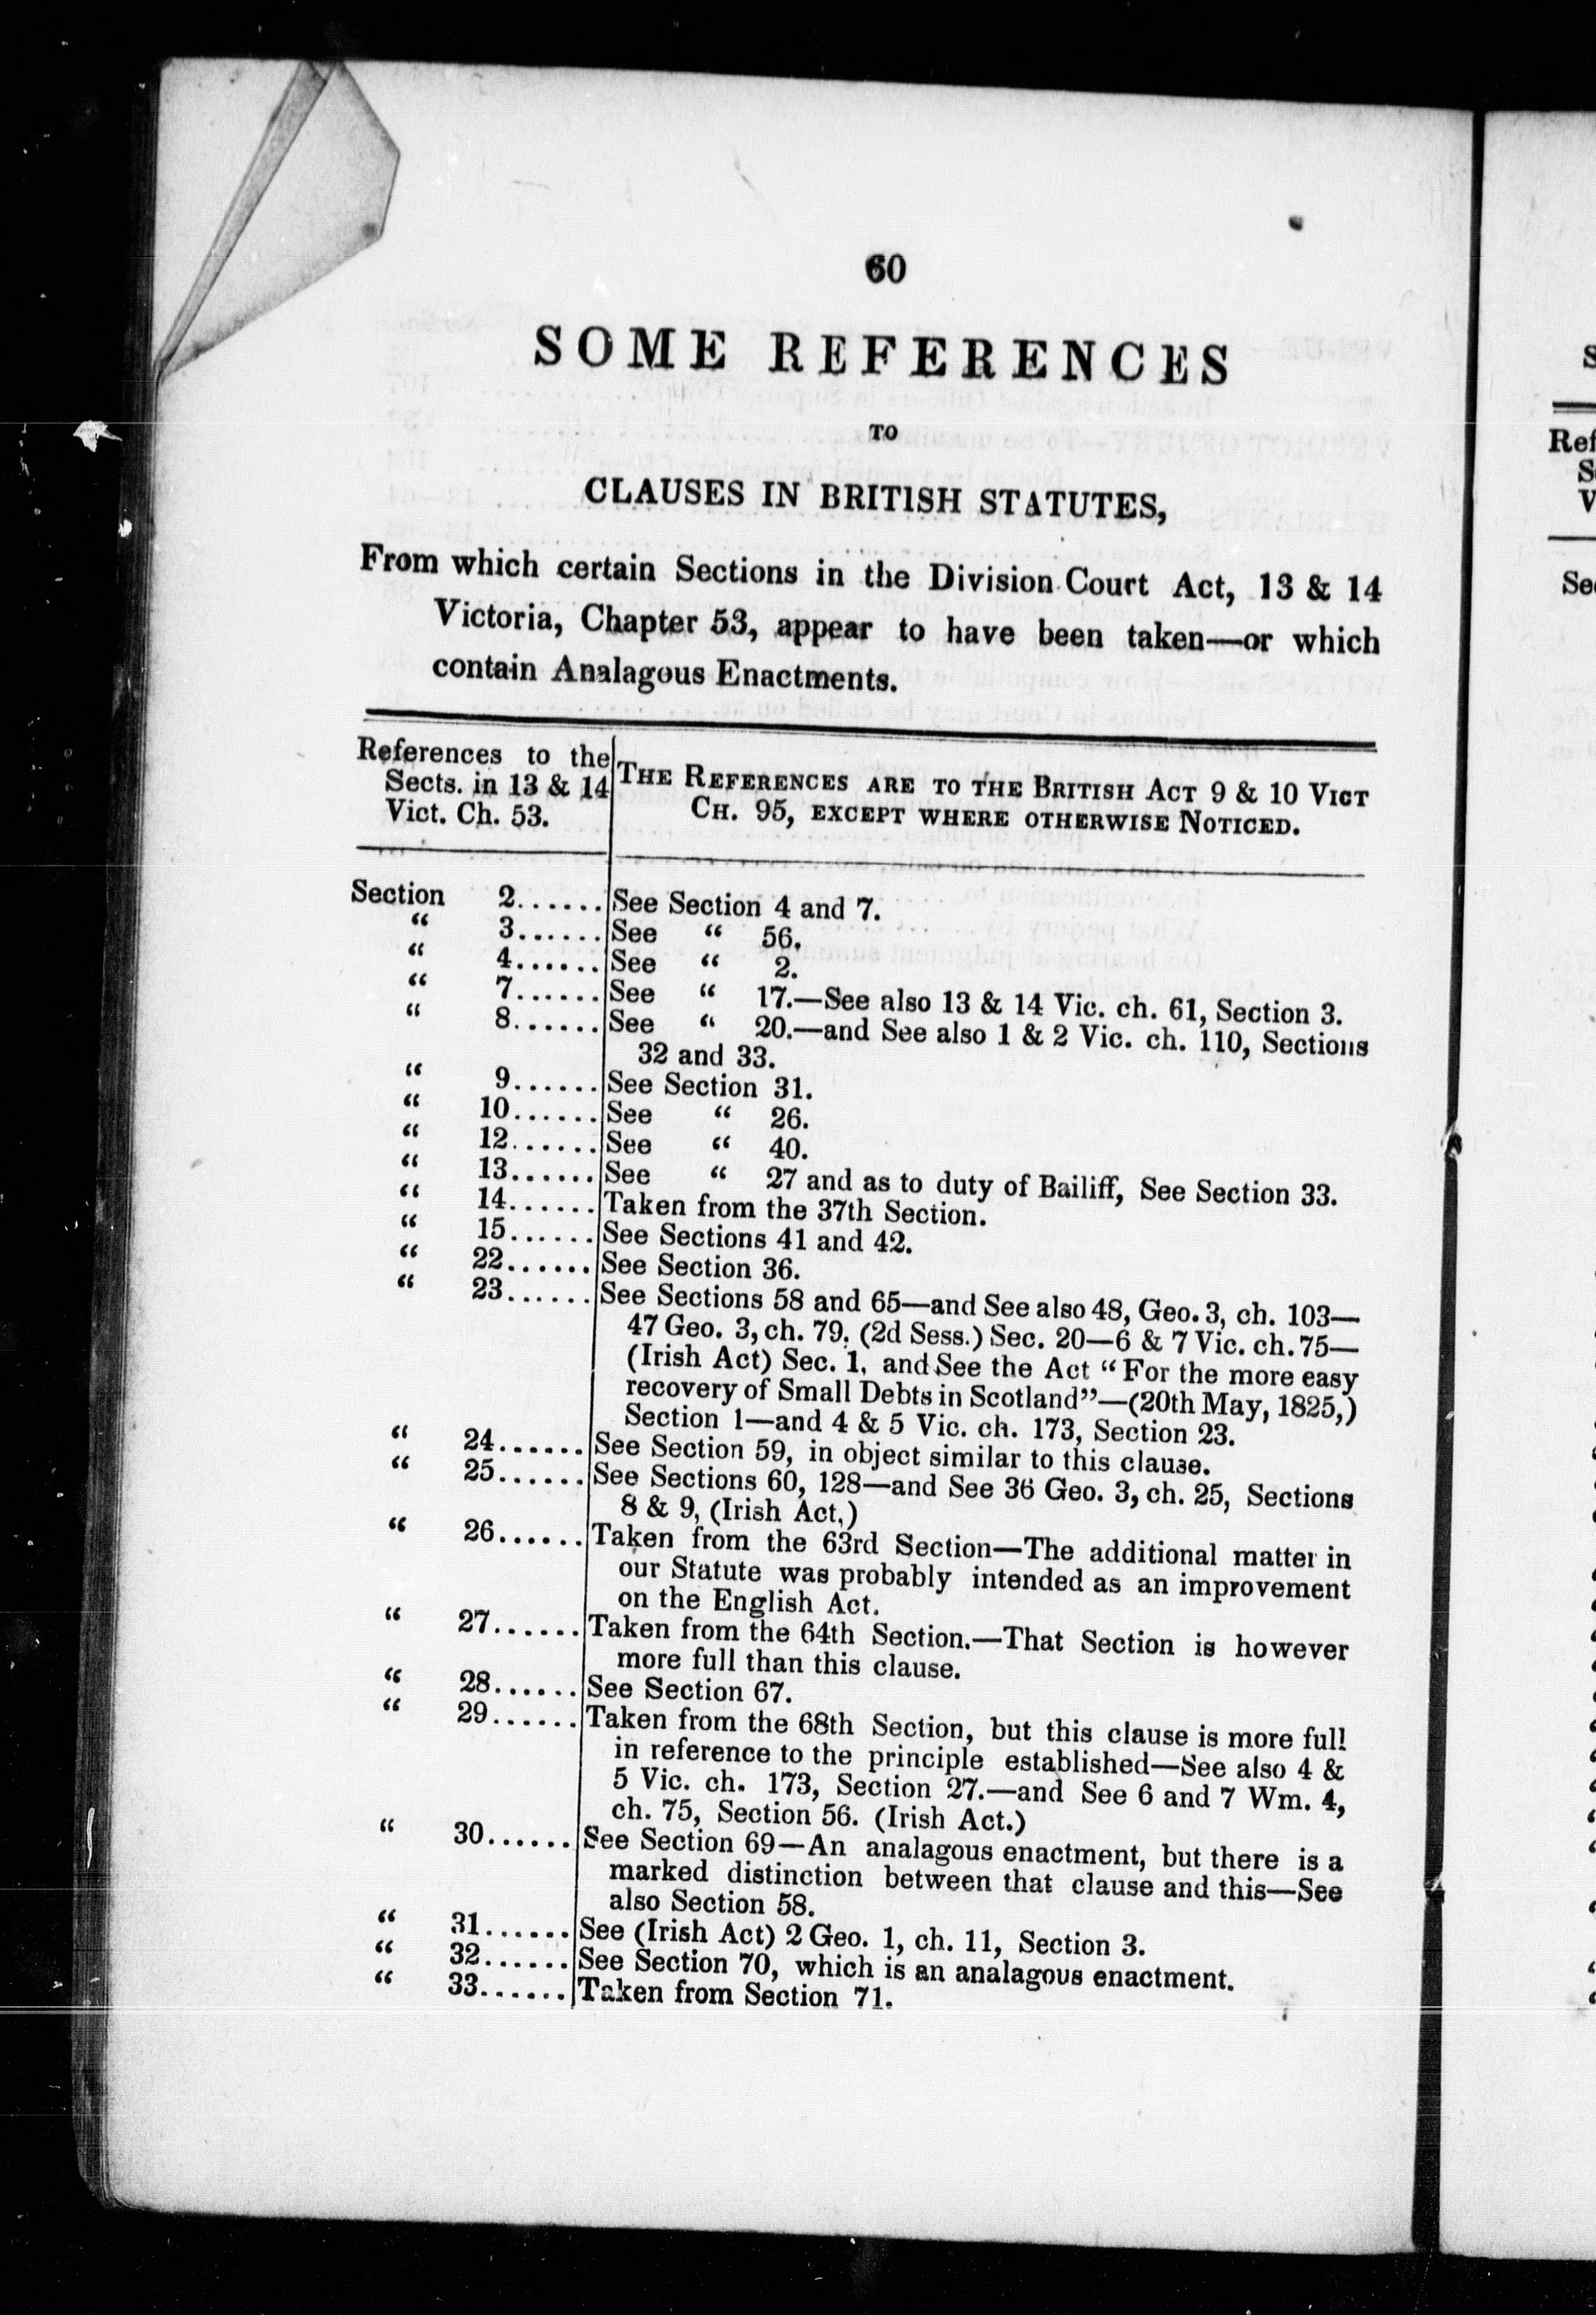 60
SOME REFERENCES
TO
CLAUSES IN BRITISH STATUTES,
From which certain Sections in the Division Court Act, 13 & 14
Victoria, Chapter 53, appear to have been taken—or which
contain Analagous Enactments.
References to the
Sects. in 13 & 14
Vict. Ch. 53.
THE REFERENCES ARE TO THE BRITISH ACT 9 & 10 VICT
CH. 95, EXCEPT WHERE OTHERWISE NOTICED.
Section 2...... See Section 4 and 7.
“ 3...... See “ 56.
“ 4...... See “ 2.
“ 7...... See “ 17.—See also 13 & 14 Vic. ch. 61, Section 3.
“ 8...... See “ 20.—and See also 1 & 2 Vic. ch. 110, Sections
32 and 33.
“ 9...... See Section 31.
“ 10...... See “ 26.
“ 12...... See “ 40.
“ 13...... See “ 27 and as to duty of Bailiff, See Section 33.
“ 14...... Taken from the 37th Section.
“ 15...... See Sections 41 and 42.
“ 22...... See Section 36.
“ 23...... See Sections 58 and 65—and See also 48, Geo. 3, ch. 103—
47 Geo. 3, ch. 79. (2d Sess.) Sec. 20—6 & 7 Vic. ch. 75—
(Irish Act) Sec. 1, and See the Act “For the more easy
recovery of Small Debts in Scotland”—(20th May, 1825,)
Section 1—and 4 & 5 Vic. ch. 173, Section 23.
“ 24...... See Section 59, in object similar to this clause.
“ 25...... See Sections 60, 128—and See 36 Geo. 3, ch. 25, Sections
8 & 9, (Irish Act,)
“ 26...... Taken from the 63rd Section—The additional matter in
our Statute was probably intended as an improvement
on the English Act.
“ 27...... Taken from the 64th Section.—That Section is however
more full than this clause.
“ 28...... See Section 67.
“ 29...... Taken from the 68th Section, but this clause is more full
in reference to the principle established—See also 4 &
5 Vic. ch. 173, Section 27.—and See 6 and 7 Wm. 4,
ch. 75, Section 56. (Irish Act.)
“ 30...... See Section 69—An analagous enactment, but there is a
marked distinction between that clause and this—See
also Section 58.
“ 31...... See (Irish Act) 2 Geo. 1, ch. 11, Section 3.
“ 32...... See Section 70, which is an analagous enactment.
“ 33...... Taken from Section 71.